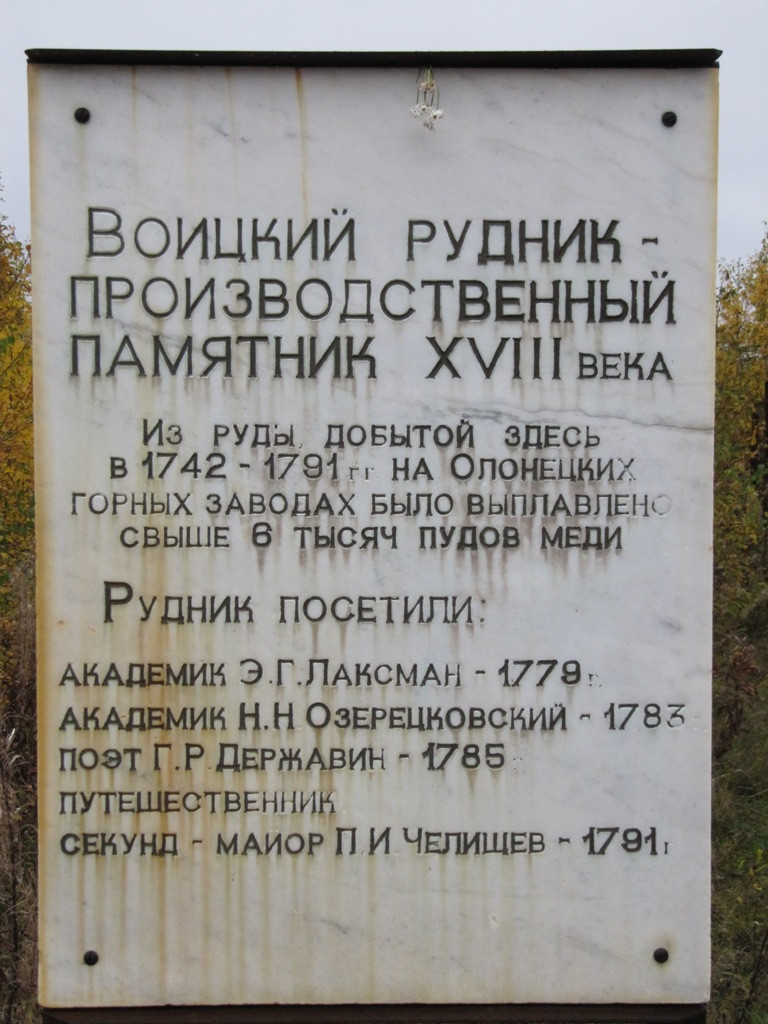 Воицкий рудник -
производственный
памятник XVIII века
Из руды, добытой здесь
в 1742 - 1791 гг. на Олонецких
горных заводах было выплавлено
свыше 6 тысяч пудов меди
Рудник посетили:
академик Э.Г. Лаксман - 1779 г.
академик Н.Н. Озерецковский - 1783
поэт Г.Р. Державин - 1785
путешественник
секунд - майор П.И. Челищев - 1791 г